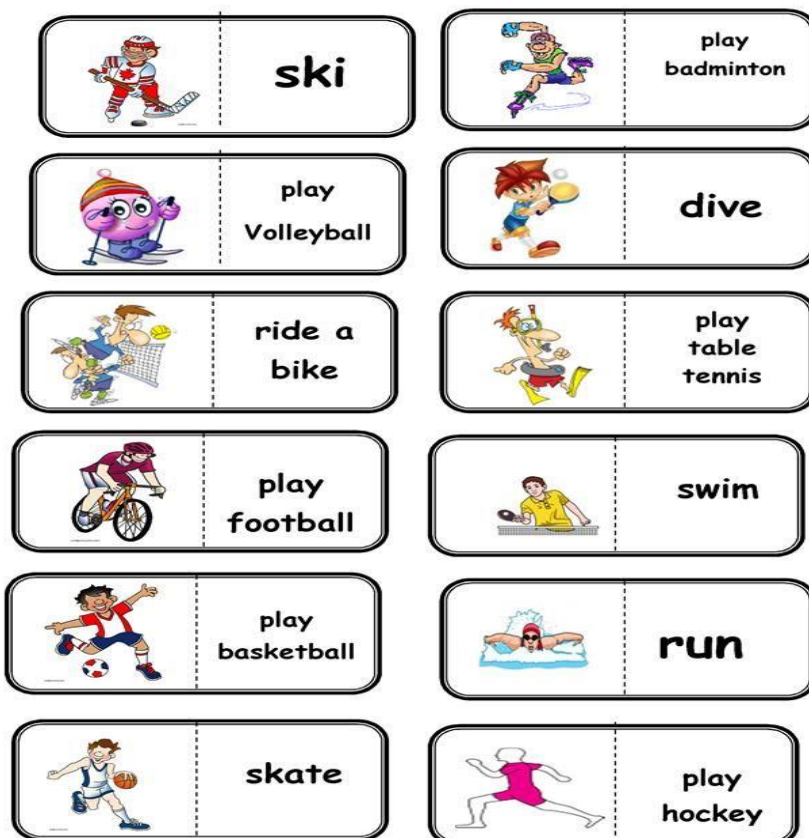 ski
play
Volleyball
ride a
bike
play
football
play
basketball
skate
play
badminton
dive
play
table
tennis
swim
run
play
hockey